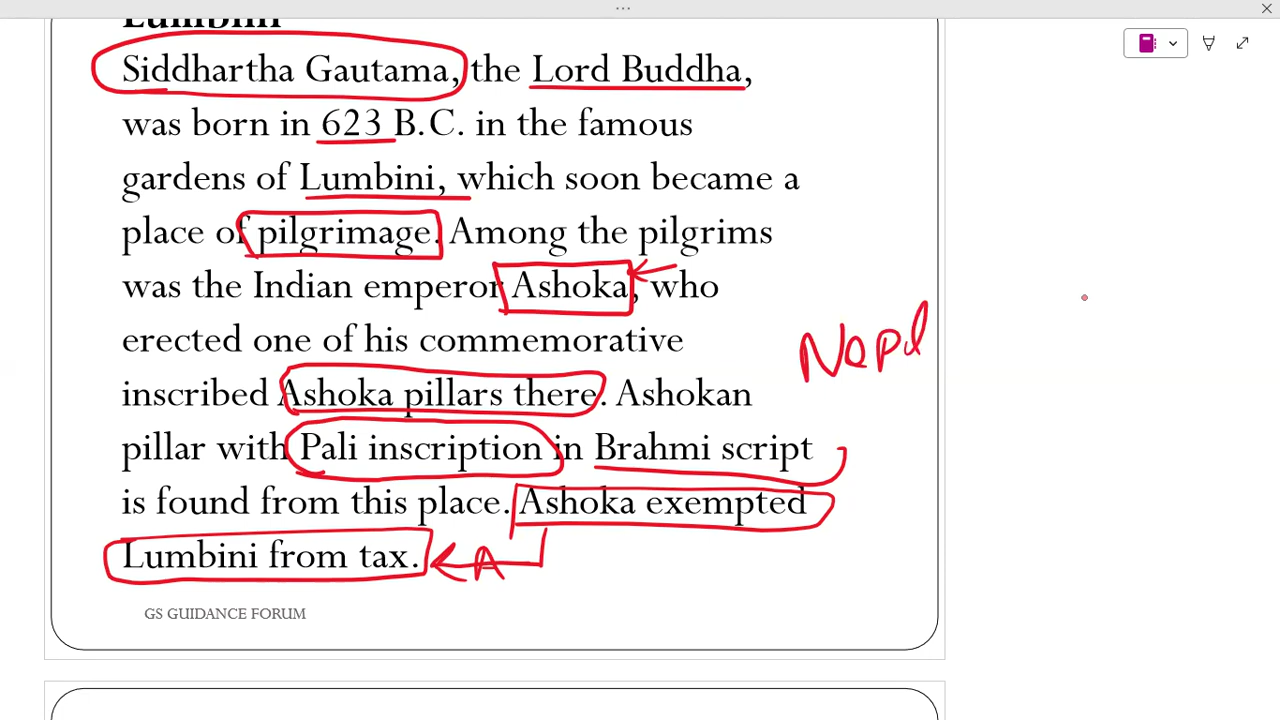 Lumbini
Siddhartha Gautama, the Lord Buddha,
was born in 623 B.C. in the famous
gardens of Lumbini, which soon became a
place of pilgrimage. Among the pilgrims
was the Indian emperor Ashoka, who
erected one of his commemorative
Nepal
inscribed Ashoka pillars there. Ashokan
pillar with Pali inscription in Brahmi script
is found from this place. Ashoka exempted
Lumbini from tax.
A
GS GUIDANCE FORUM